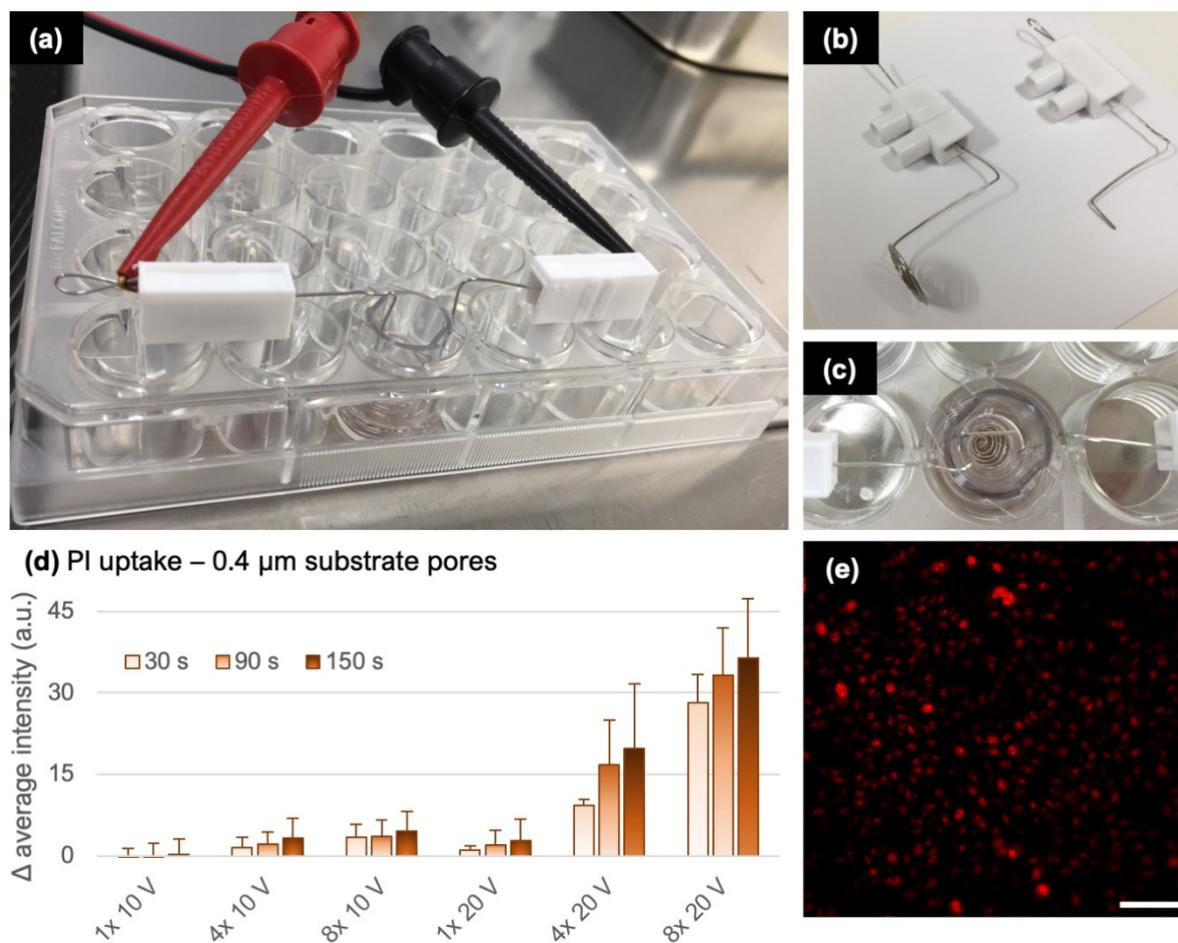 (a)
FALCON
(b)
(c)
(d) PI uptake – 0.4 µm substrate pores
Δ average intensity (a.u.)
45
30
15
0
30 s 90 s 150 s
1x 10 V
4x 10 V
8x 10 V
1x 20 V
4x 20 V
8x 20 V
(e)